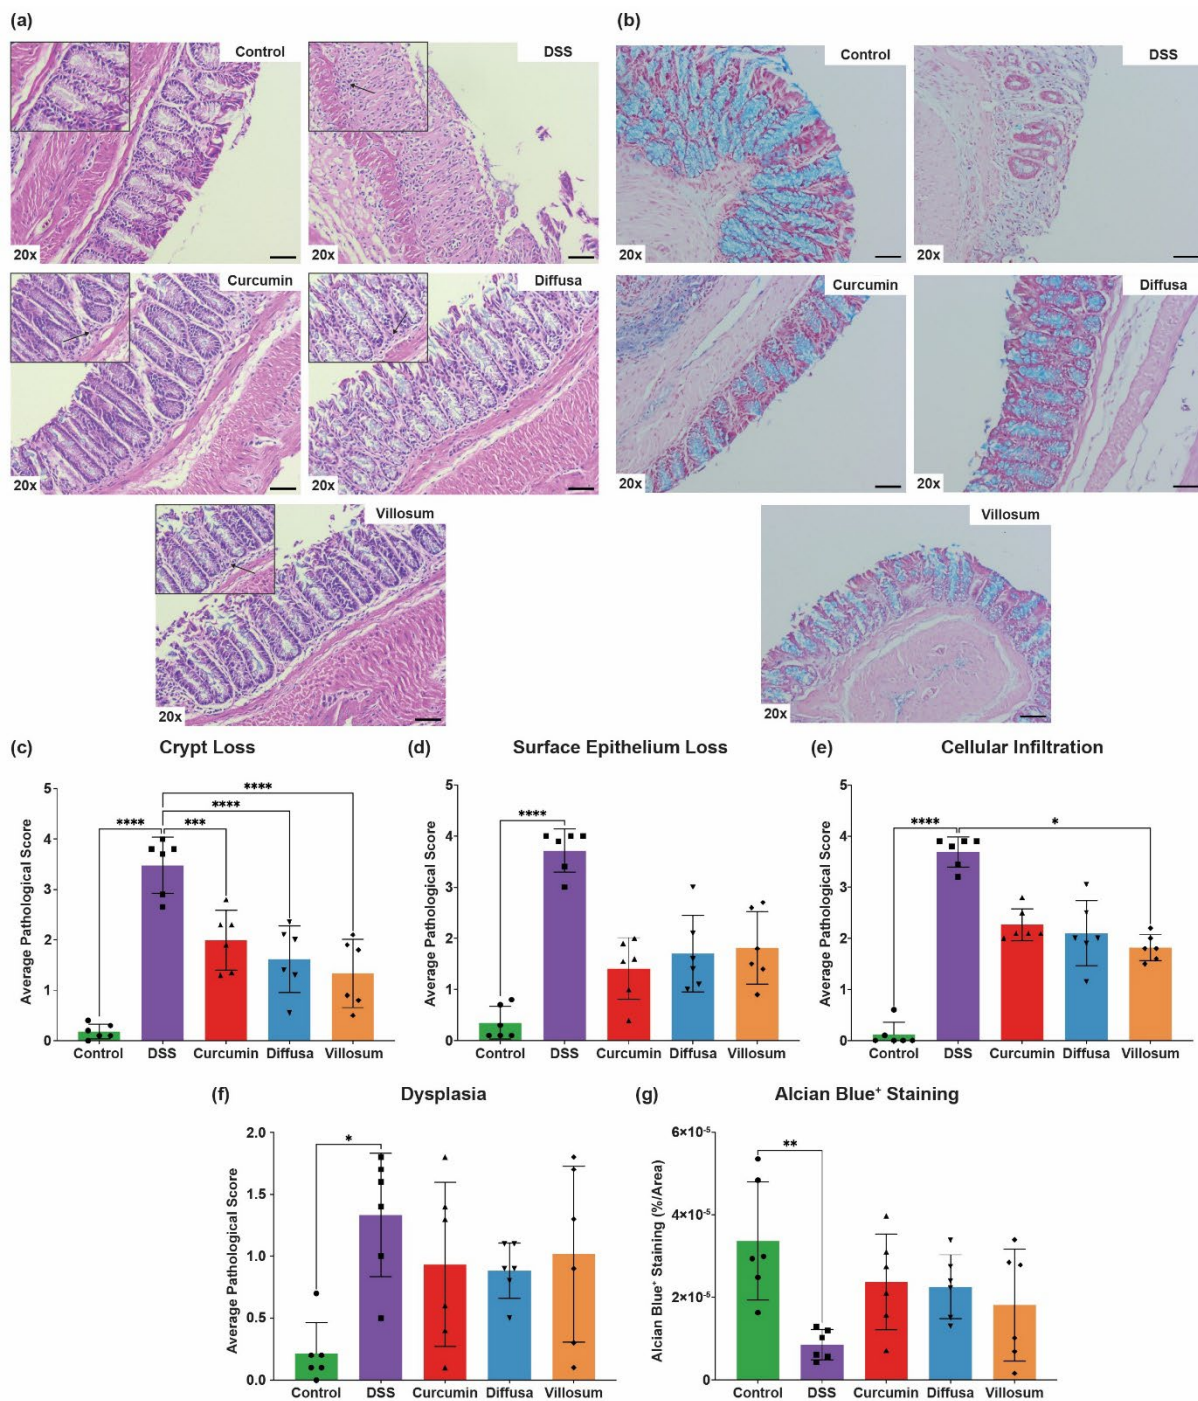 (a)
(b)
Control
DSS
Control
DSS
20x
20x
20x
20x
Curcumin
Diffusa
Curcumin
Diffusa
20x
20x
20x
20x
Villosum
Villosum
20x
20x
(c) Crypt Loss
(d) Surface Epithelium Loss
(e) Cellular Infiltration
Average Pathological Score
5
4
3
2
1
0
****
***
****
****
Control DSS Curcumin Diffusa Villosum
Average Pathological Score
5
4
3
2
1
0
****
Control DSS Curcumin Diffusa Villosum
Average Pathological Score
5
4
3
2
1
0
****
*
Control DSS Curcumin Diffusa Villosum
(f) Dysplasia
(g) Alcian Blue⁺ Staining
Average Pathological Score
2.0
1.5
1.0
0.5
0.0
*
Control DSS Curcumin Diffusa Villosum
Alcian Blue⁺ Staining (%/Area)
6×10⁻⁵
4×10⁻⁵
2×10⁻⁵
0
**
Control DSS Curcumin Diffusa Villosum